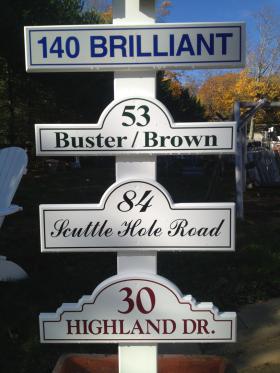 140 BRILLIANT
53
Buster / Brown
84
Scuttle Hole Road
30
HIGHLAND DR.